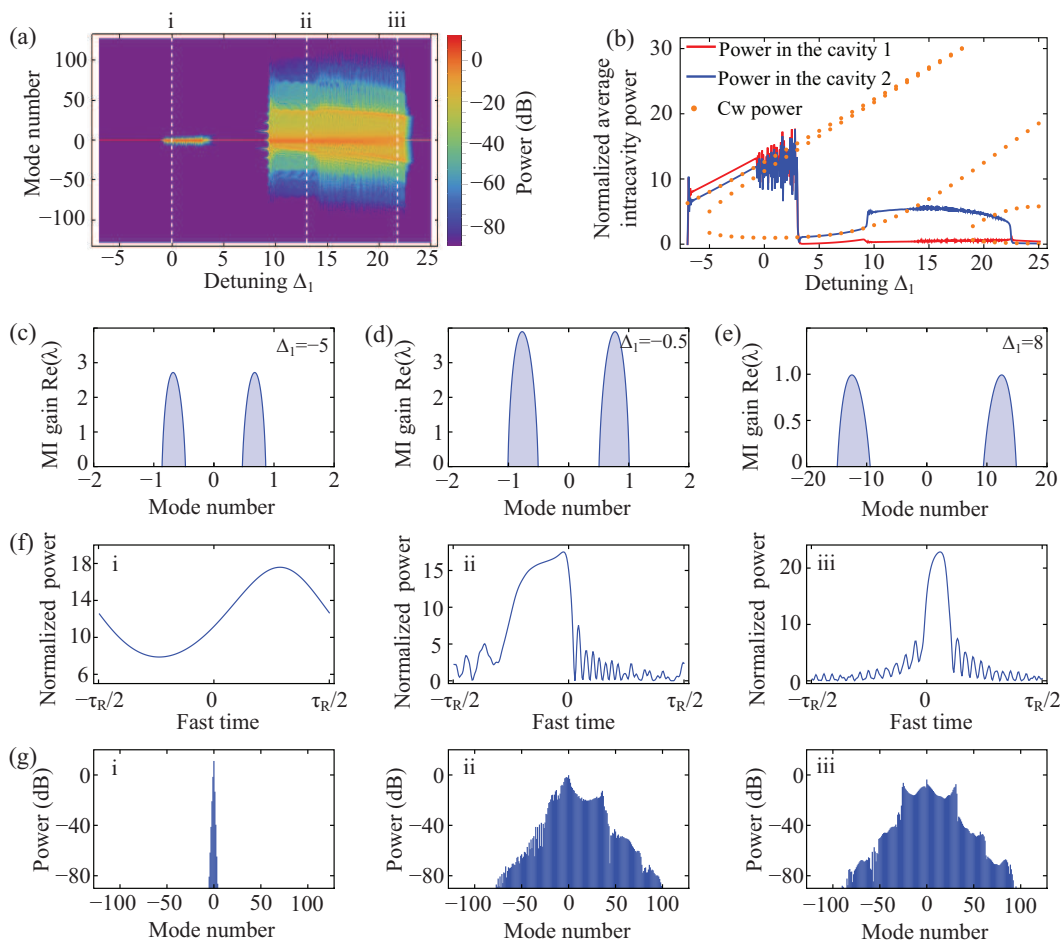 i ii iii
(a)
Mode number
100
50
0
−50
−100
−5 0 5 10 15 20 25
Detuning Δ₁
0
−20
−40
−60
−80
Power (dB)
(b)
Normalized average
intracavity power
30
20
10
0
Power in the cavity 1
Power in the cavity 2
Cw power
−5 0 5 10 15 20 25
Detuning Δ₁
(c)
MI gain Re(λ)
3
2
1
0
Δ₁=−5
−2 −1 0 1 2
Mode number
(d)
MI gain Re(λ)
3
2
1
0
Δ₁=−0.5
−2 −1 0 1 2
Mode number
(e)
MI gain Re(λ)
1.0
0.5
0
Δ₁=8
−20 −10 0 10 20
Mode number
(f)
Normalized power
18
14
10
6
i
−τR/2 0 τR/2
Fast time
Normalized power
15
10
5
0
ii
−τR/2 0 τR/2
Fast time
Normalized power
20
10
0
iii
−τR/2 0 τR/2
Fast time
(g)
Power (dB)
0
−40
−80
i
−100 −50 0 50 100
Mode number
Power (dB)
0
−40
−80
ii
−100 −50 0 50 100
Mode number
Power (dB)
0
−40
−80
iii
−100 −50 0 50 100
Mode number